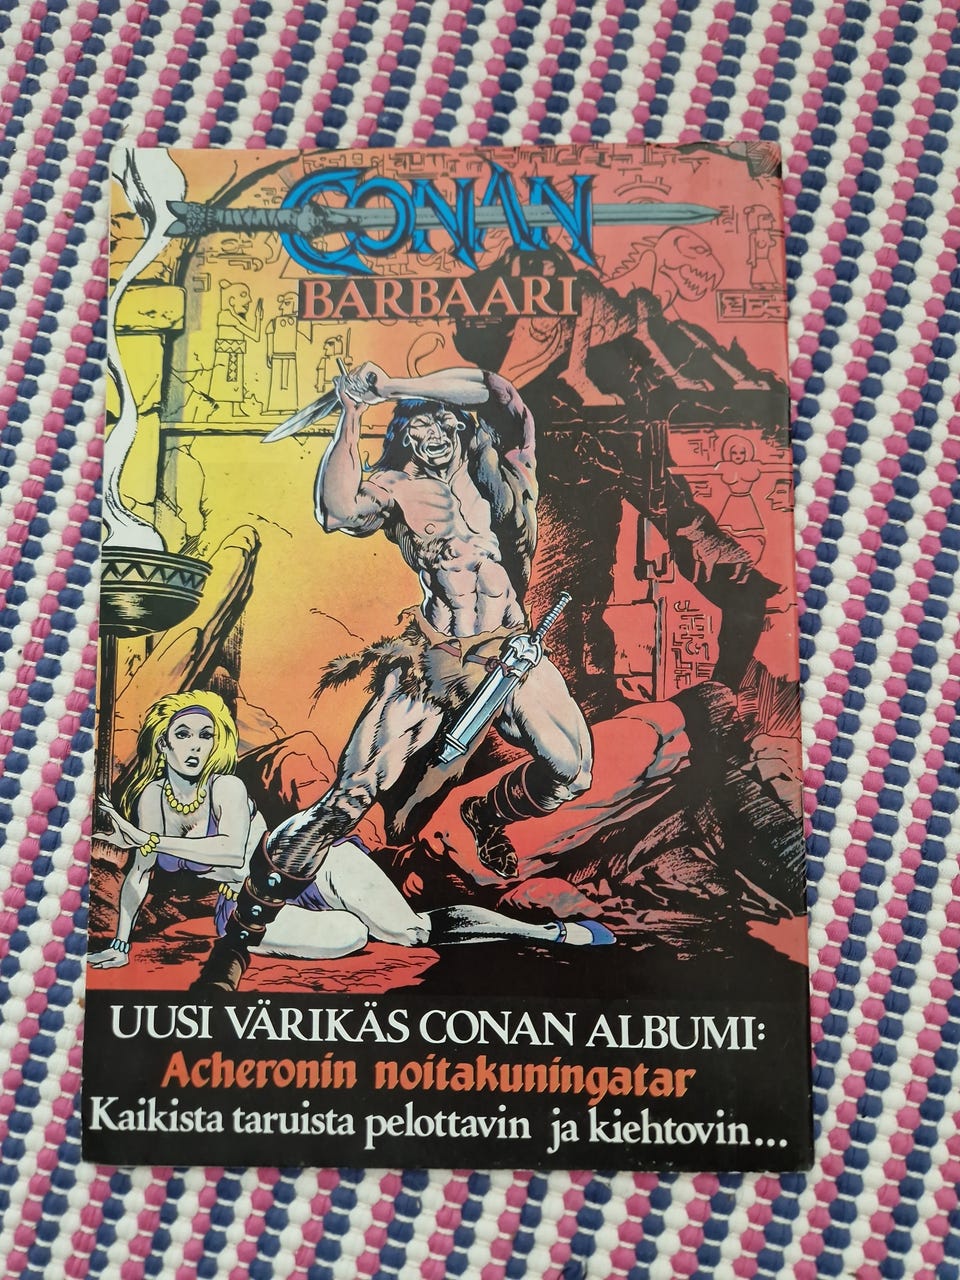 CONAN
BARBAARI
UUSI VÄRIKÄS CONAN ALBUMI:
Acheronin noitakuningatar
Kaikista taruista pelottavin ja kiehtovin...